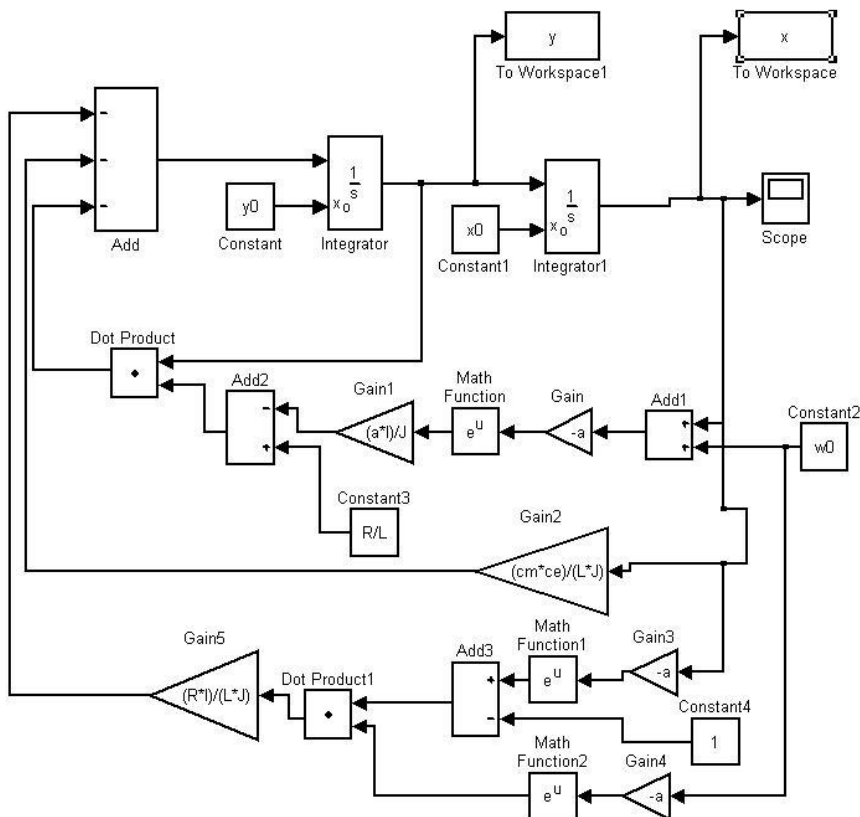 y
To Workspace1
x
To Workspace
-
-
-
Add
y0
Constant
1
s
xo
Integrator
x0
Constant1
1
s
xo
Integrator1
Scope
Dot Product
Add2
-
+
Gain1
(a*l)/J
Math
Function
e^u
Gain
-a
Add1
+
+
Constant2
w0
Constant3
R/L
Gain2
(cm*ce)/(L*J)
Gain5
(R*l)/(L*J)
Dot Product1
Add3
+
-
Math
Function1
e^u
Gain3
-a
Constant4
1
Math
Function2
e^u
Gain4
-a